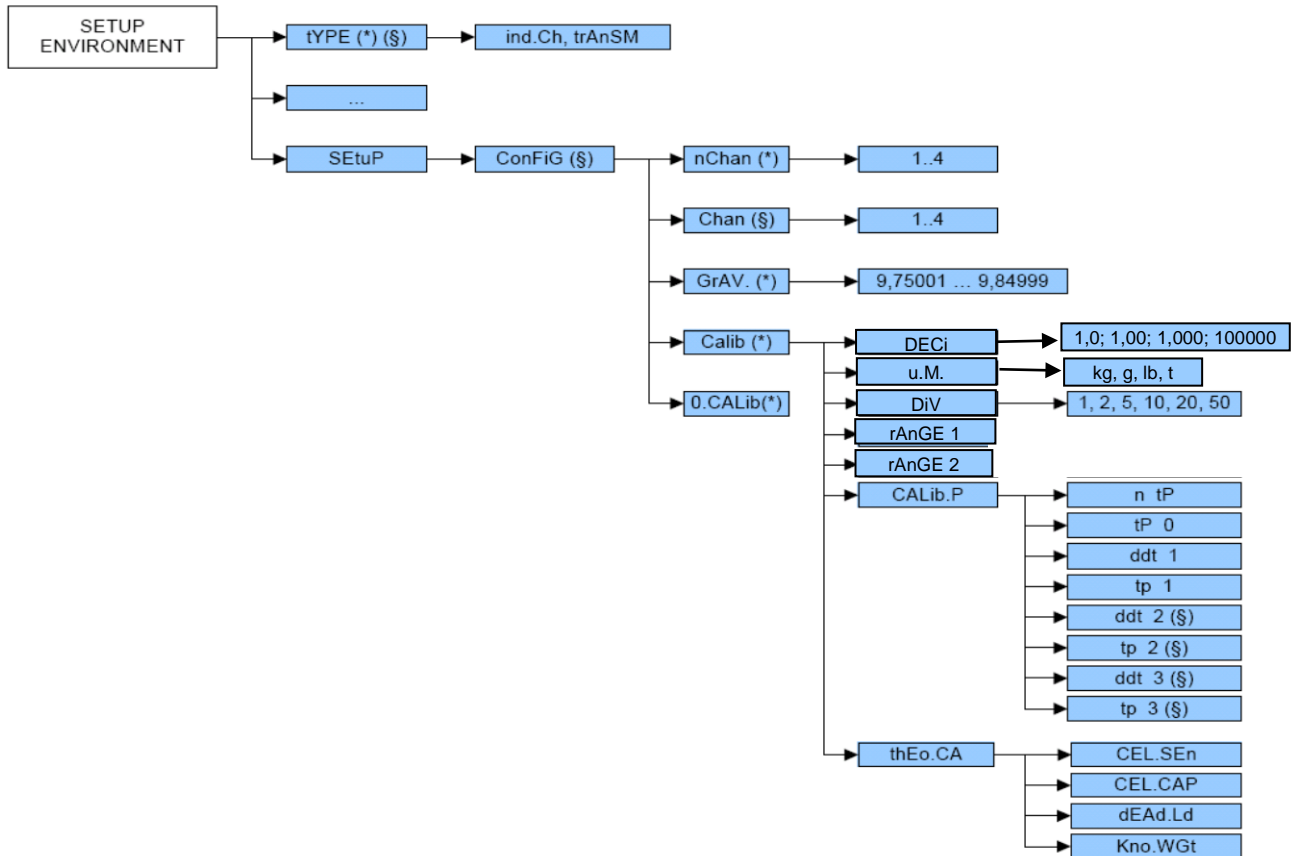 SETUP
ENVIRONMENT
tYPE (*) (§)
ind.Ch, trAnSM
...
SEtuP
ConFiG (§)
nChan (*)
1..4
Chan (§)
1..4
GrAV. (*)
9,75001 ... 9,84999
Calib (*)
DECi
1,0; 1,00; 1,000; 100000
u.M.
kg, g, lb, t
0.CALib(*)
DiV
1, 2, 5, 10, 20, 50
rAnGE 1
rAnGE 2
CALib.P
n tP
tP 0
ddt 1
tp 1
ddt 2 (§)
tp 2 (§)
ddt 3 (§)
tp 3 (§)
thEo.CA
CEL.SEn
CEL.CAP
dEAd.Ld
Kno.WGt